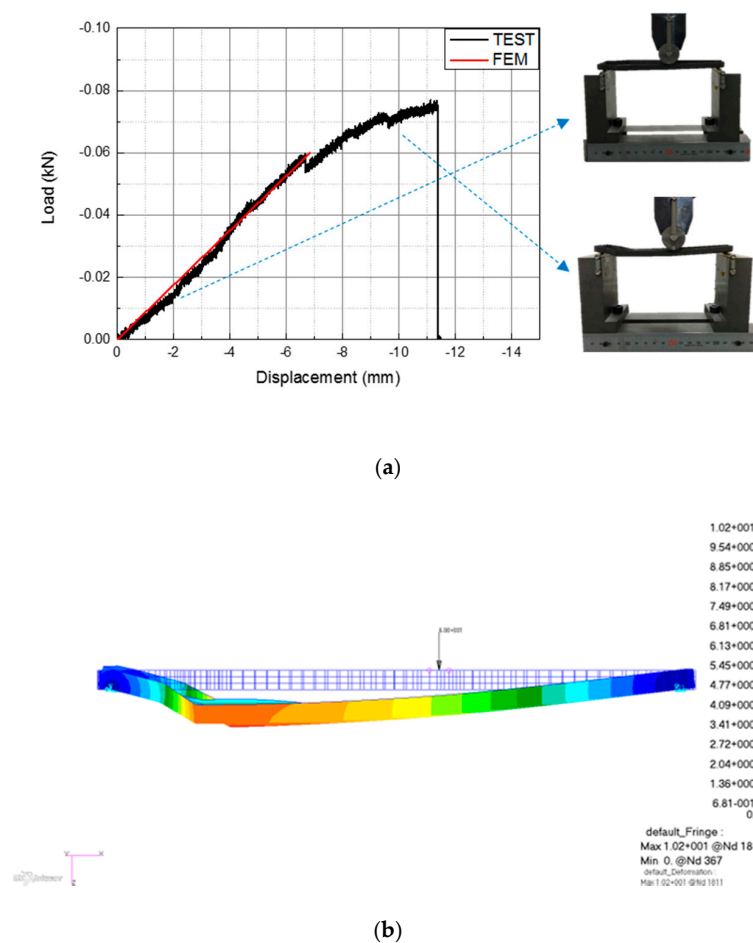 -0.10
TEST
FEM
-0.08
-0.06
-0.04
-0.02
0.00
Load (kN)
0 -2 -4 -6 -8 -10 -12 -14
Displacement (mm)
(a)
1.02+001
9.54+000
8.85+000
8.17+000
7.49+000
6.81+000
6.13+000
5.45+000
4.77+000
4.09+000
3.41+000
2.72+000
2.04+000
1.36+000
6.81-001
0.
default_Fringe :
Max 1.02+001 @Nd 18
Min 0. @Nd 367
default_Deformation :
Max 1.02+001 @Nd 1811
Y X
Z
(b)